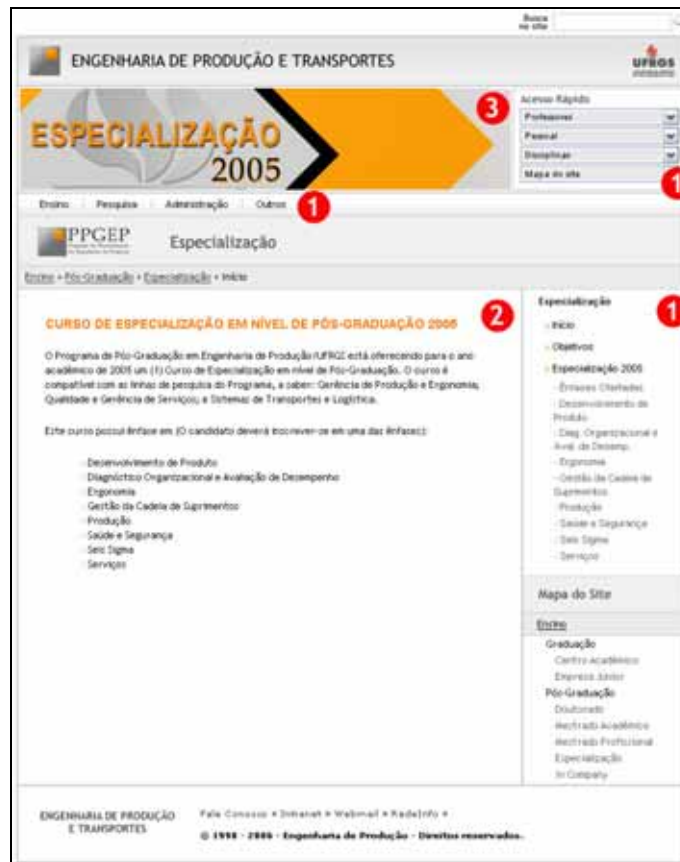 Busca
no site
ENGENHARIA DE PRODUÇÃO E TRANSPORTES
UFRGS
ESPECIALIZAÇÃO
2005
3
Acesso Rápido
Professores
Pessoal
Disciplinas
Mapa do site
1
Ensino Pesquisa Administração Outros
1
PPGEP
Especialização
Ensino » Pós-Graduação » Especialização » Início
CURSO DE ESPECIALIZAÇÃO EM NÍVEL DE PÓS-GRADUAÇÃO 2005
2
O Programa de Pós-Graduação em Engenharia de Produção/UFRGS está oferecendo para o ano
acadêmico de 2005 um (1) Curso de Especialização em nível de Pós-Graduação. O curso é
compatível com as linhas de pesquisa do Programa, a saber: Gerência de Produção e Ergonomia;
Qualidade e Gerência de Serviços; e Sistemas de Transportes e Logística.
Este curso possui ênfase em (O candidato deverá inscrever-se em uma das ênfases):
Desenvolvimento de Produto
Diagnóstico Organizacional e Avaliação de Desempenho
Ergonomia
Gestão da Cadeia de Suprimentos
Produção
Saúde e Segurança
Seis Sigma
Serviços
Especialização
1
Início
Objetivos
Especialização 2005
Ênfases Ofertadas
Desenvolvimento de
Produto
Diag. Organizacional e
Aval. de Desemp.
Ergonomia
Gestão da Cadeia de
Suprimentos
Produção
Saúde e Segurança
Seis Sigma
Serviços
Mapa do Site
Ensino
Graduação
Centro Acadêmico
Empresa Júnior
Pós-Graduação
Doutorado
Mestrado Acadêmico
Mestrado Profissional
Especialização
In Company
ENGENHARIA DE PRODUÇÃO
E TRANSPORTES
Fale Conosco » Intranet » Webmail » RedeInfo »
© 1998 - 2006 - Engenharia de Produção - Direitos reservados.